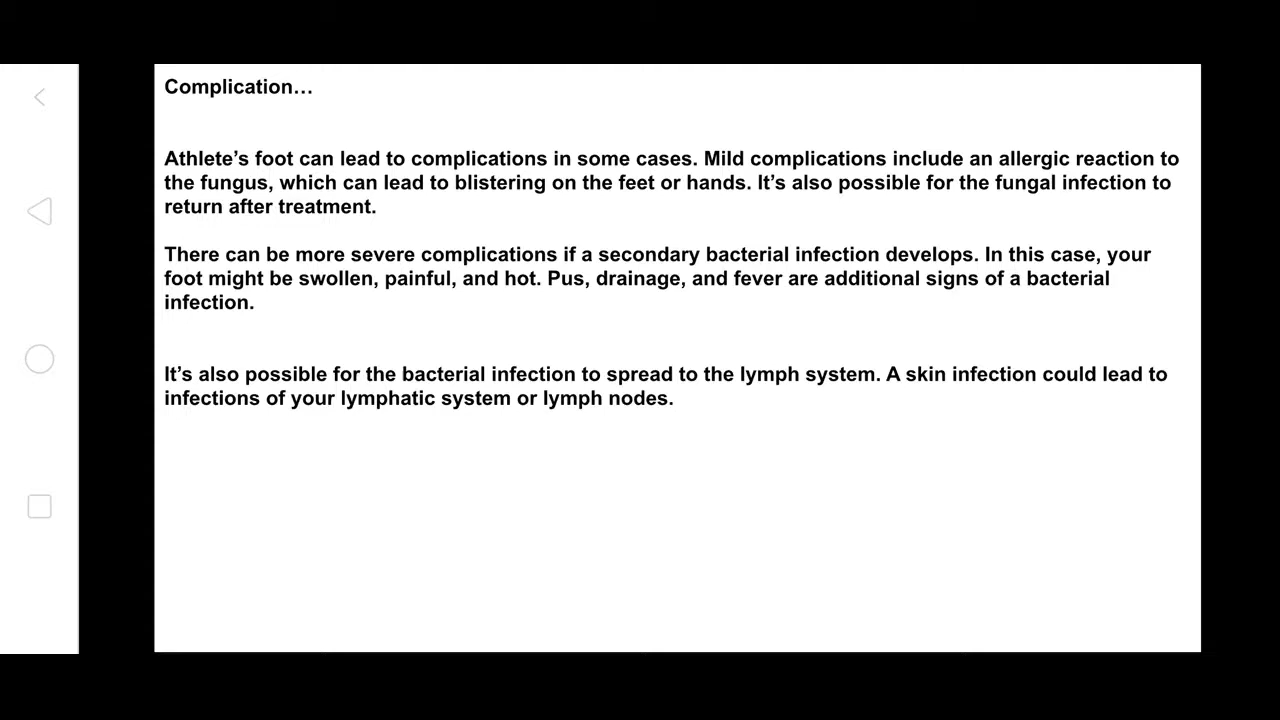 Complication…
Athlete’s foot can lead to complications in some cases. Mild complications include an allergic reaction to
the fungus, which can lead to blistering on the feet or hands. It’s also possible for the fungal infection to
return after treatment.
There can be more severe complications if a secondary bacterial infection develops. In this case, your
foot might be swollen, painful, and hot. Pus, drainage, and fever are additional signs of a bacterial
infection.
It’s also possible for the bacterial infection to spread to the lymph system. A skin infection could lead to
infections of your lymphatic system or lymph nodes.